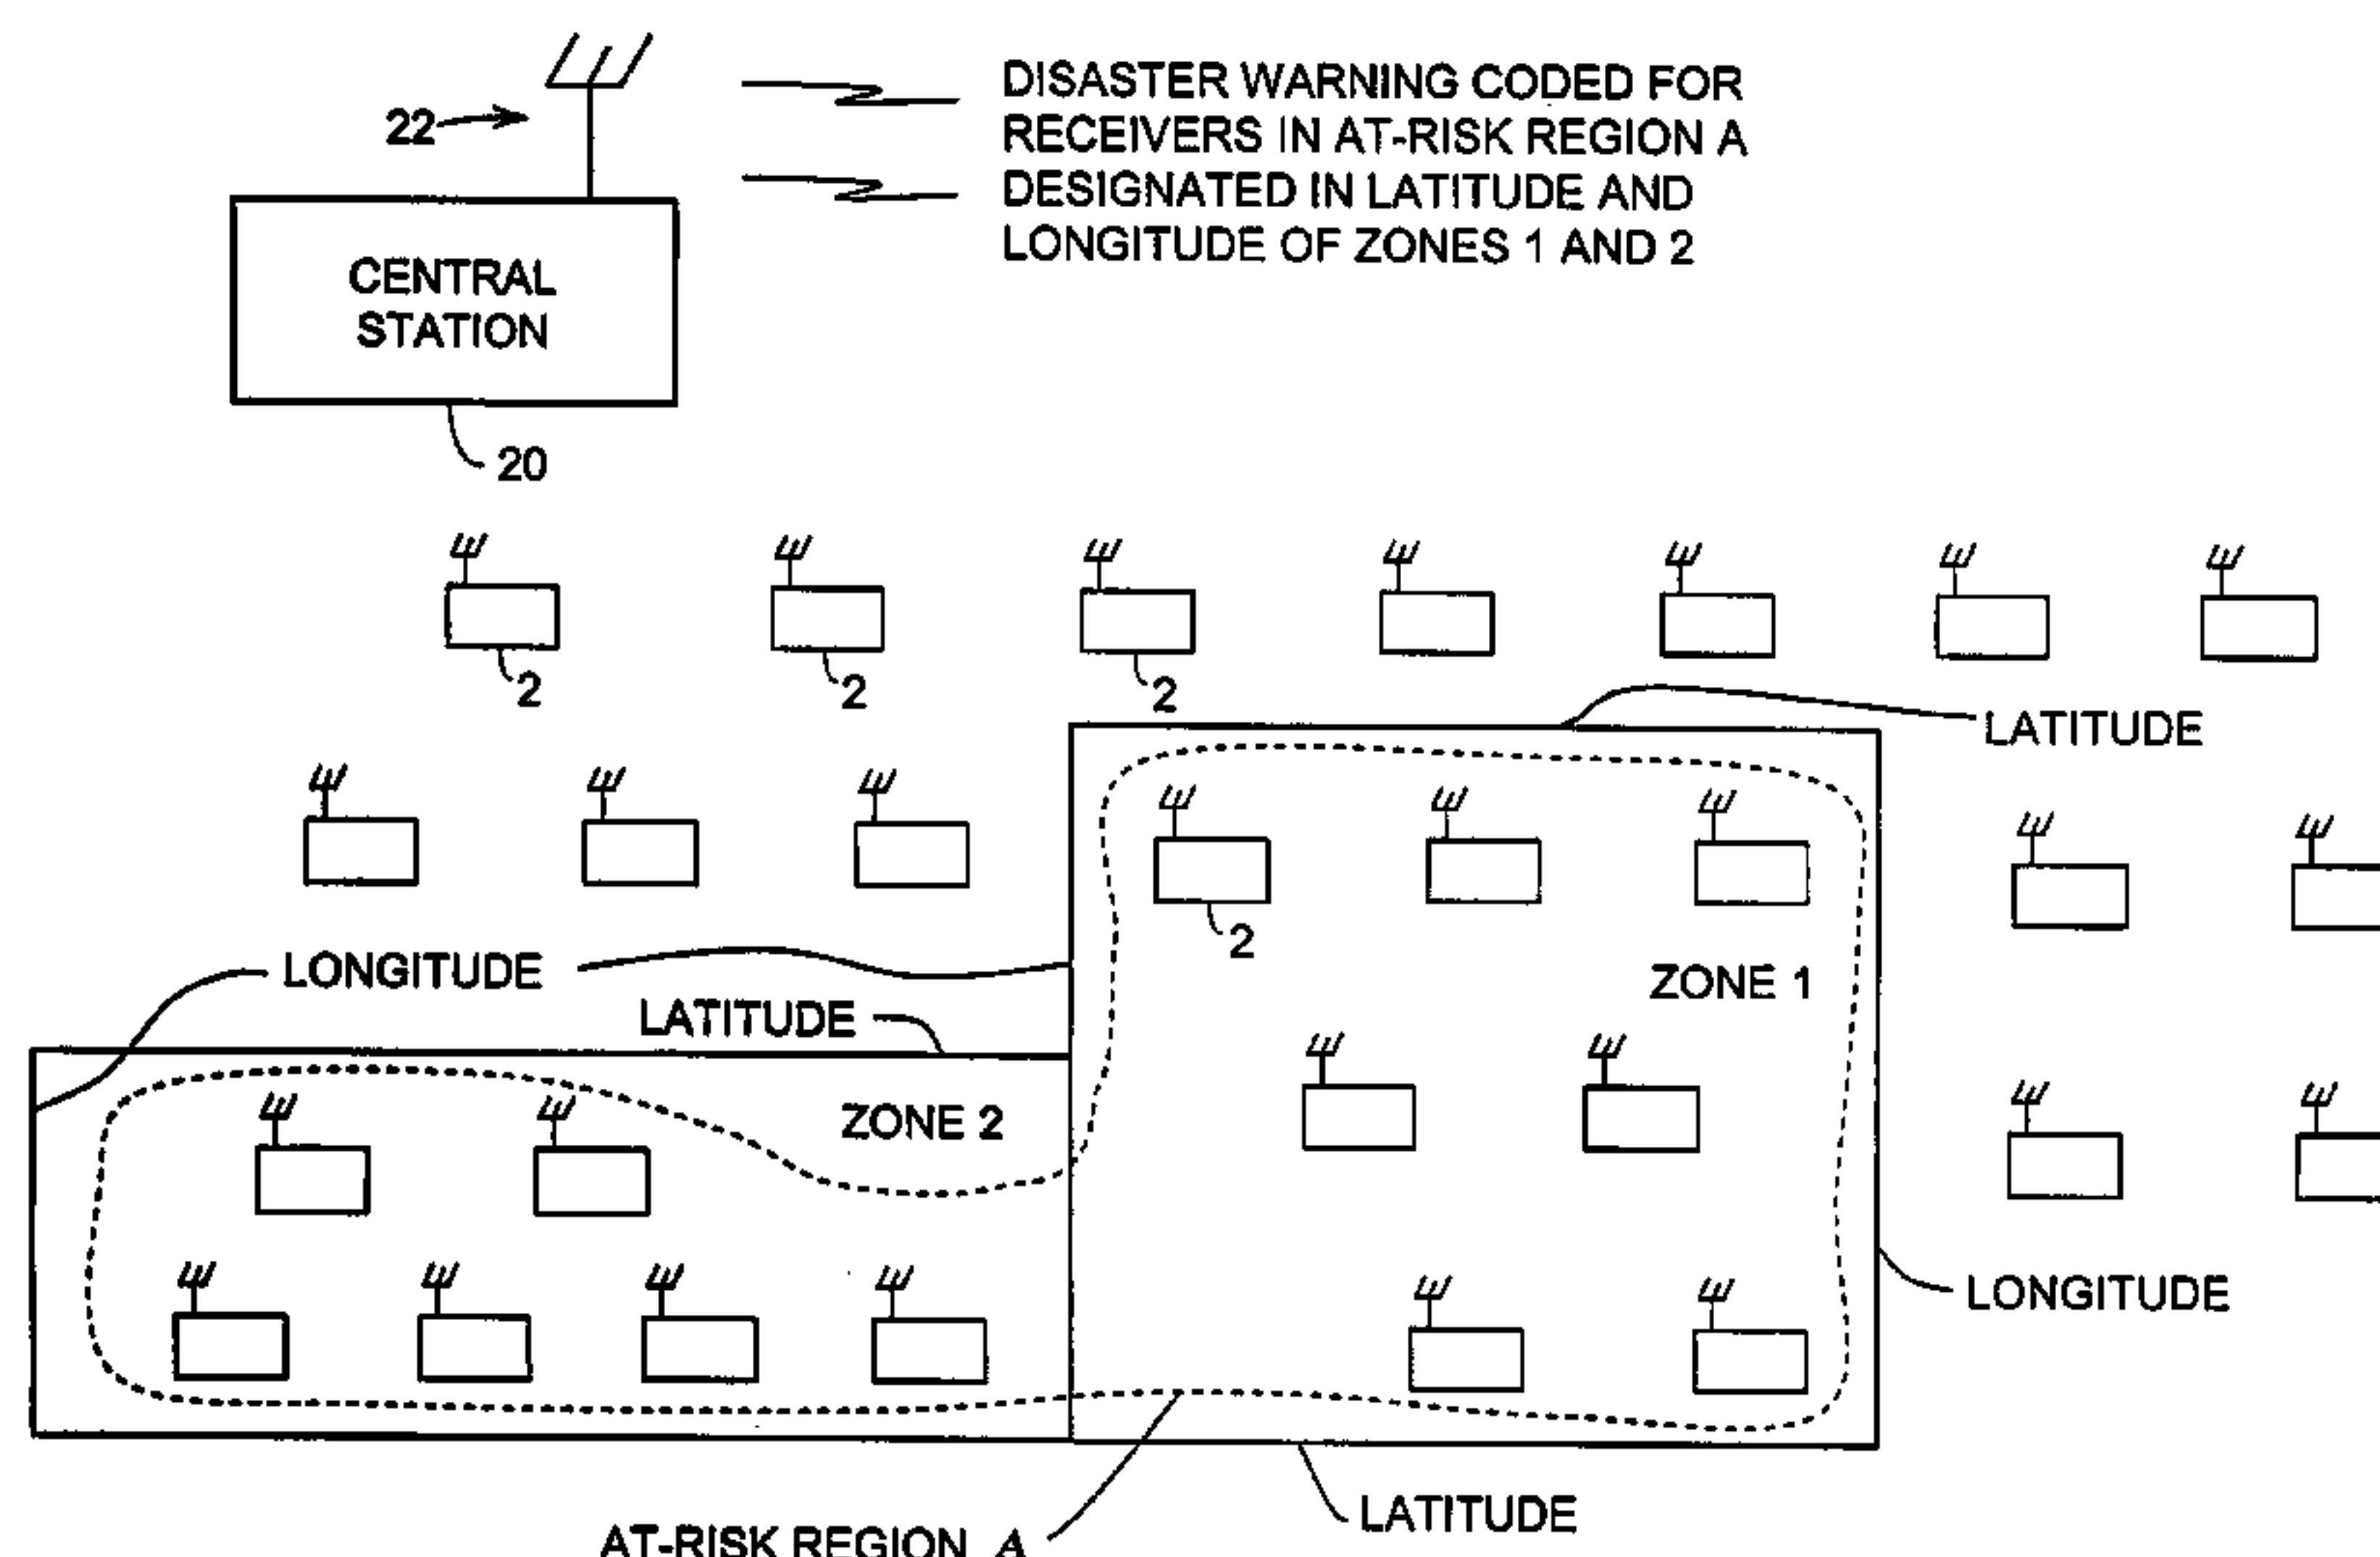 DISASTER WARNING CODED FOR
RECEIVERS IN AT-RISK REGION A
DESIGNATED IN LATITUDE AND
LONGITUDE OF ZONES 1 AND 2
22
CENTRAL
STATION
20
2
2
2
LATITUDE
2
LONGITUDE
ZONE 1
LATITUDE
ZONE 2
LONGITUDE
LATITUDE
AT-RISK REGION A